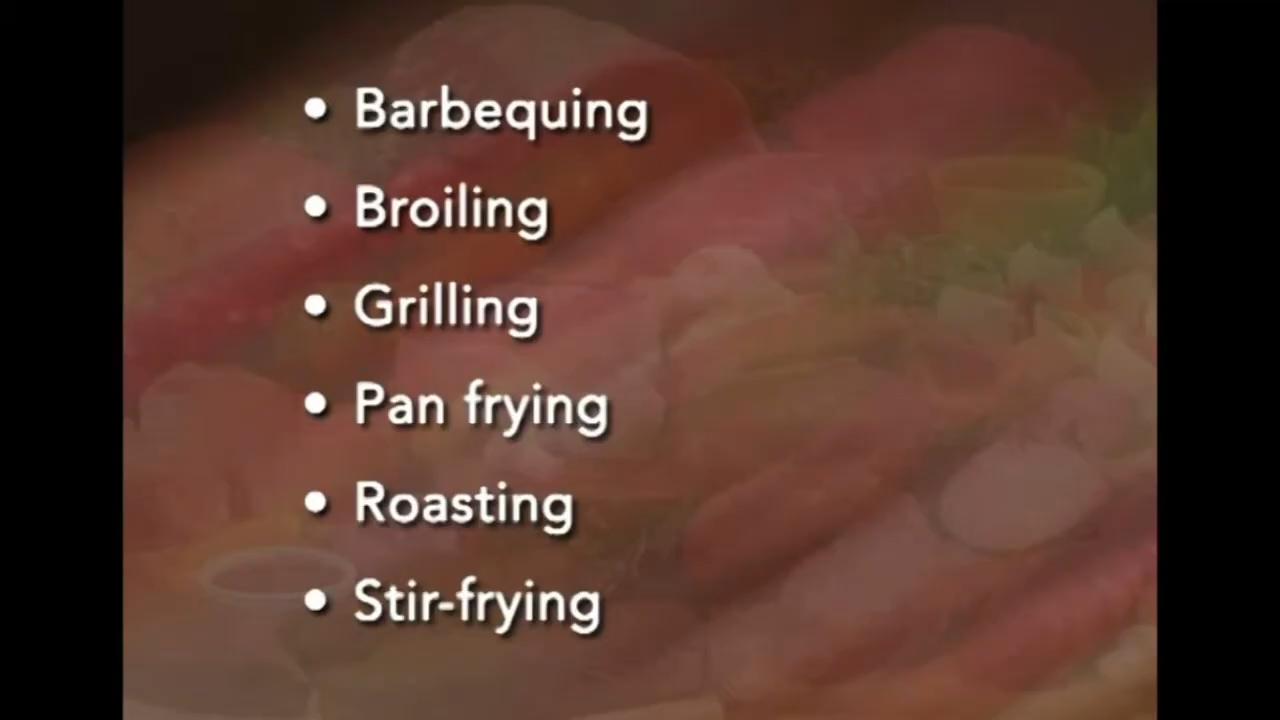 • Barbequing
• Broiling
• Grilling
• Pan frying
• Roasting
• Stir-frying